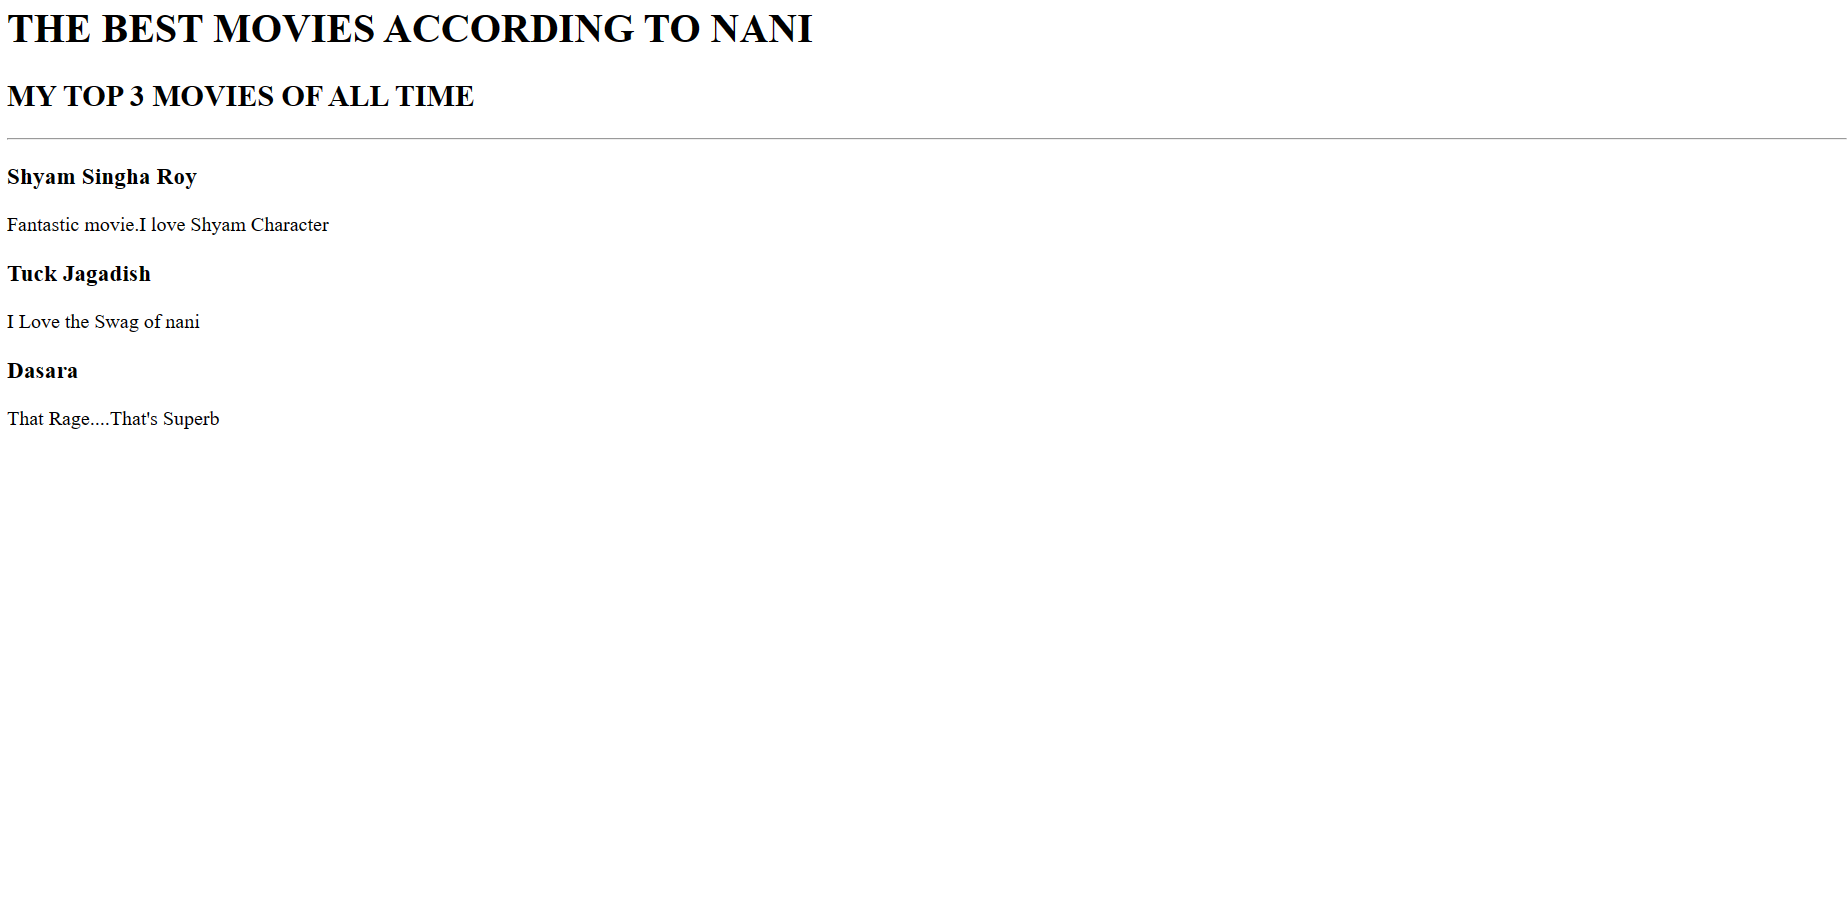 THE BEST MOVIES ACCORDING TO NANI
MY TOP 3 MOVIES OF ALL TIME
Shyam Singha Roy
Fantastic movie.I love Shyam Character
Tuck Jagadish
I Love the Swag of nani
Dasara
That Rage....That's Superb